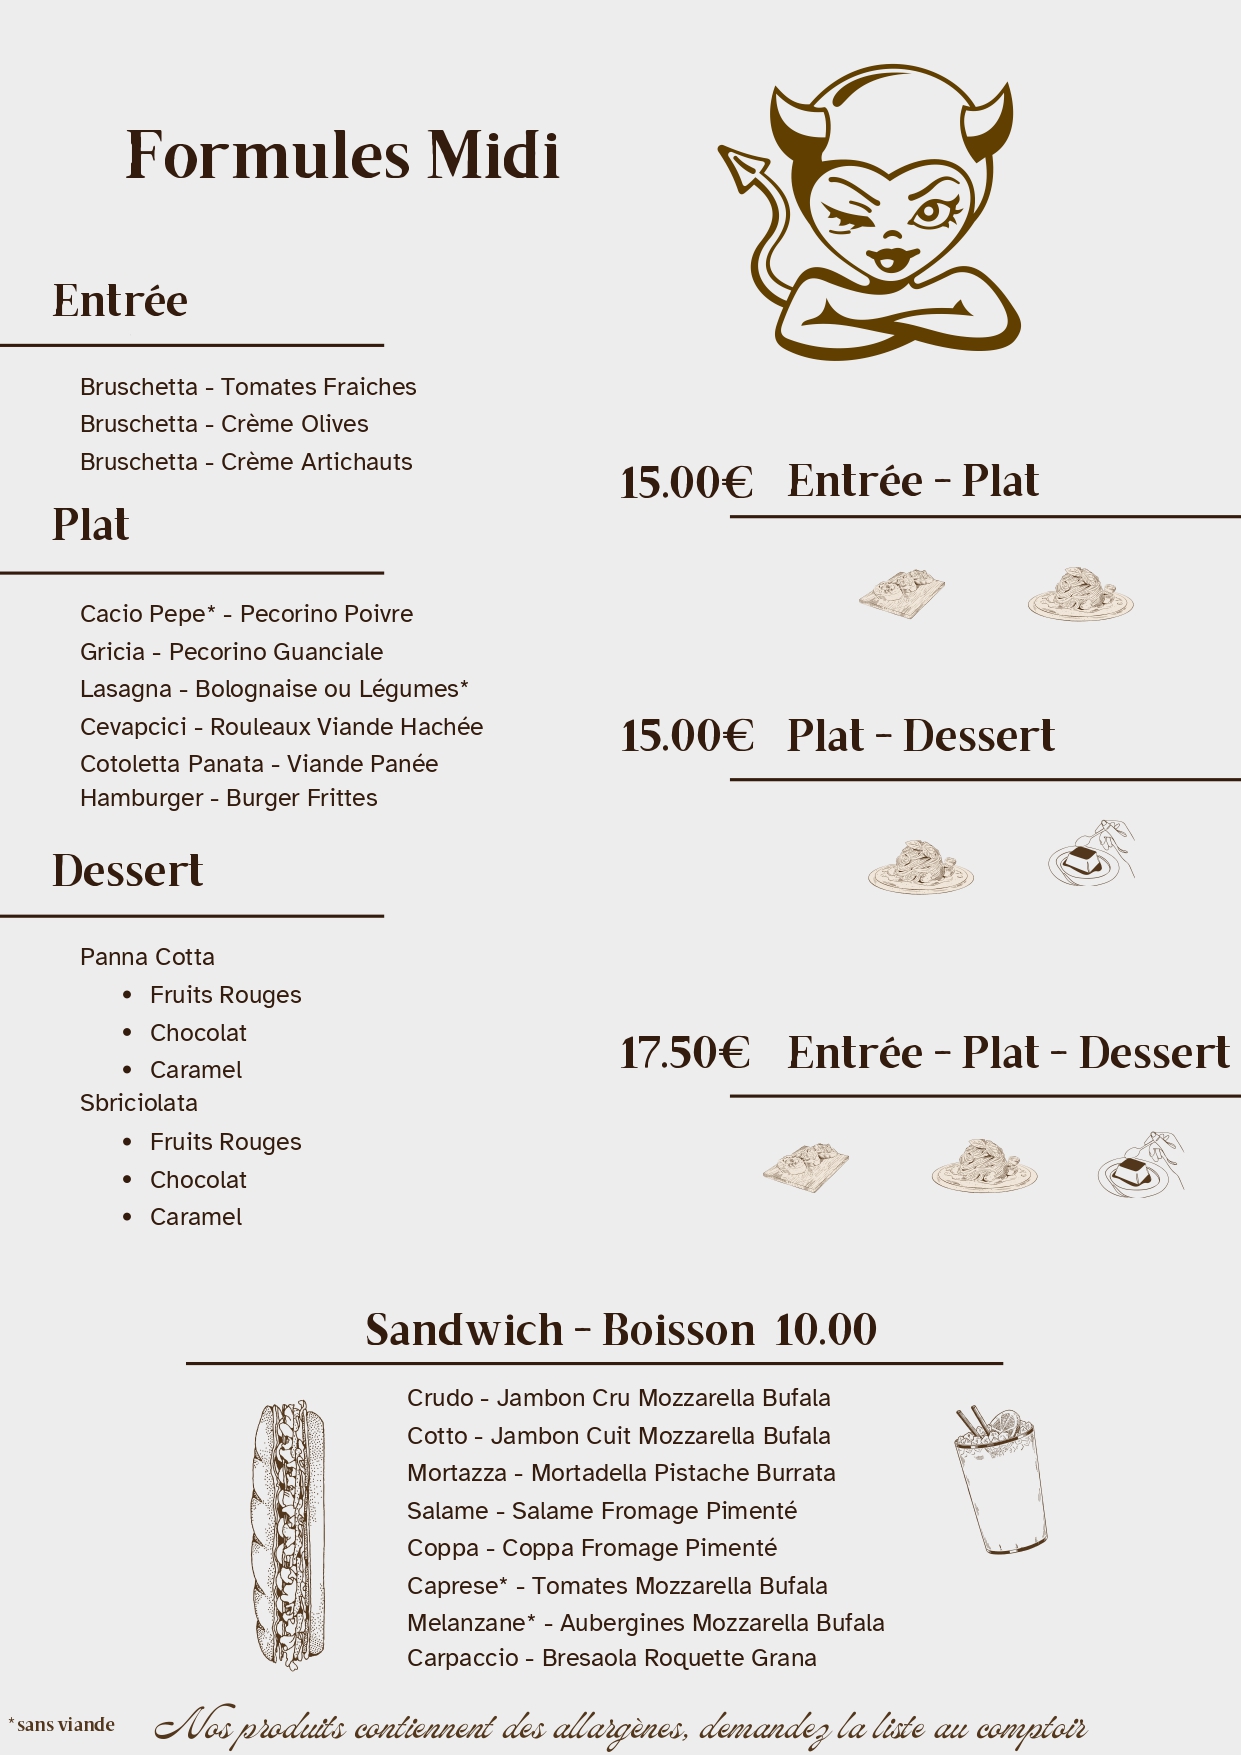 Formules Midi
Entrée
Bruschetta - Tomates Fraiches
Bruschetta - Crème Olives
Bruschetta - Crème Artichauts
Plat
Cacio Pepe* - Pecorino Poivre
Gricia - Pecorino Guanciale
Lasagna - Bolognaise ou Légumes*
Cevapcici - Rouleaux Viande Hachée
Cotoletta Panata - Viande Panée
Hamburger - Burger Frittes
Dessert
Panna Cotta
• Fruits Rouges
• Chocolat
• Caramel
Sbriciolata
• Fruits Rouges
• Chocolat
• Caramel
15.00€ Entrée - Plat
15.00€ Plat - Dessert
17.50€ Entrée - Plat - Dessert
Sandwich - Boisson 10.00
Crudo - Jambon Cru Mozzarella Bufala
Cotto - Jambon Cuit Mozzarella Bufala
Mortazza - Mortadella Pistache Burrata
Salame - Salame Fromage Pimenté
Coppa - Coppa Fromage Pimenté
Caprese* - Tomates Mozzarella Bufala
Melanzane* - Aubergines Mozzarella Bufala
Carpaccio - Bresaola Roquette Grana
*sans viande
Nos produits contiennent des allargènes, demandez la liste au comptoir